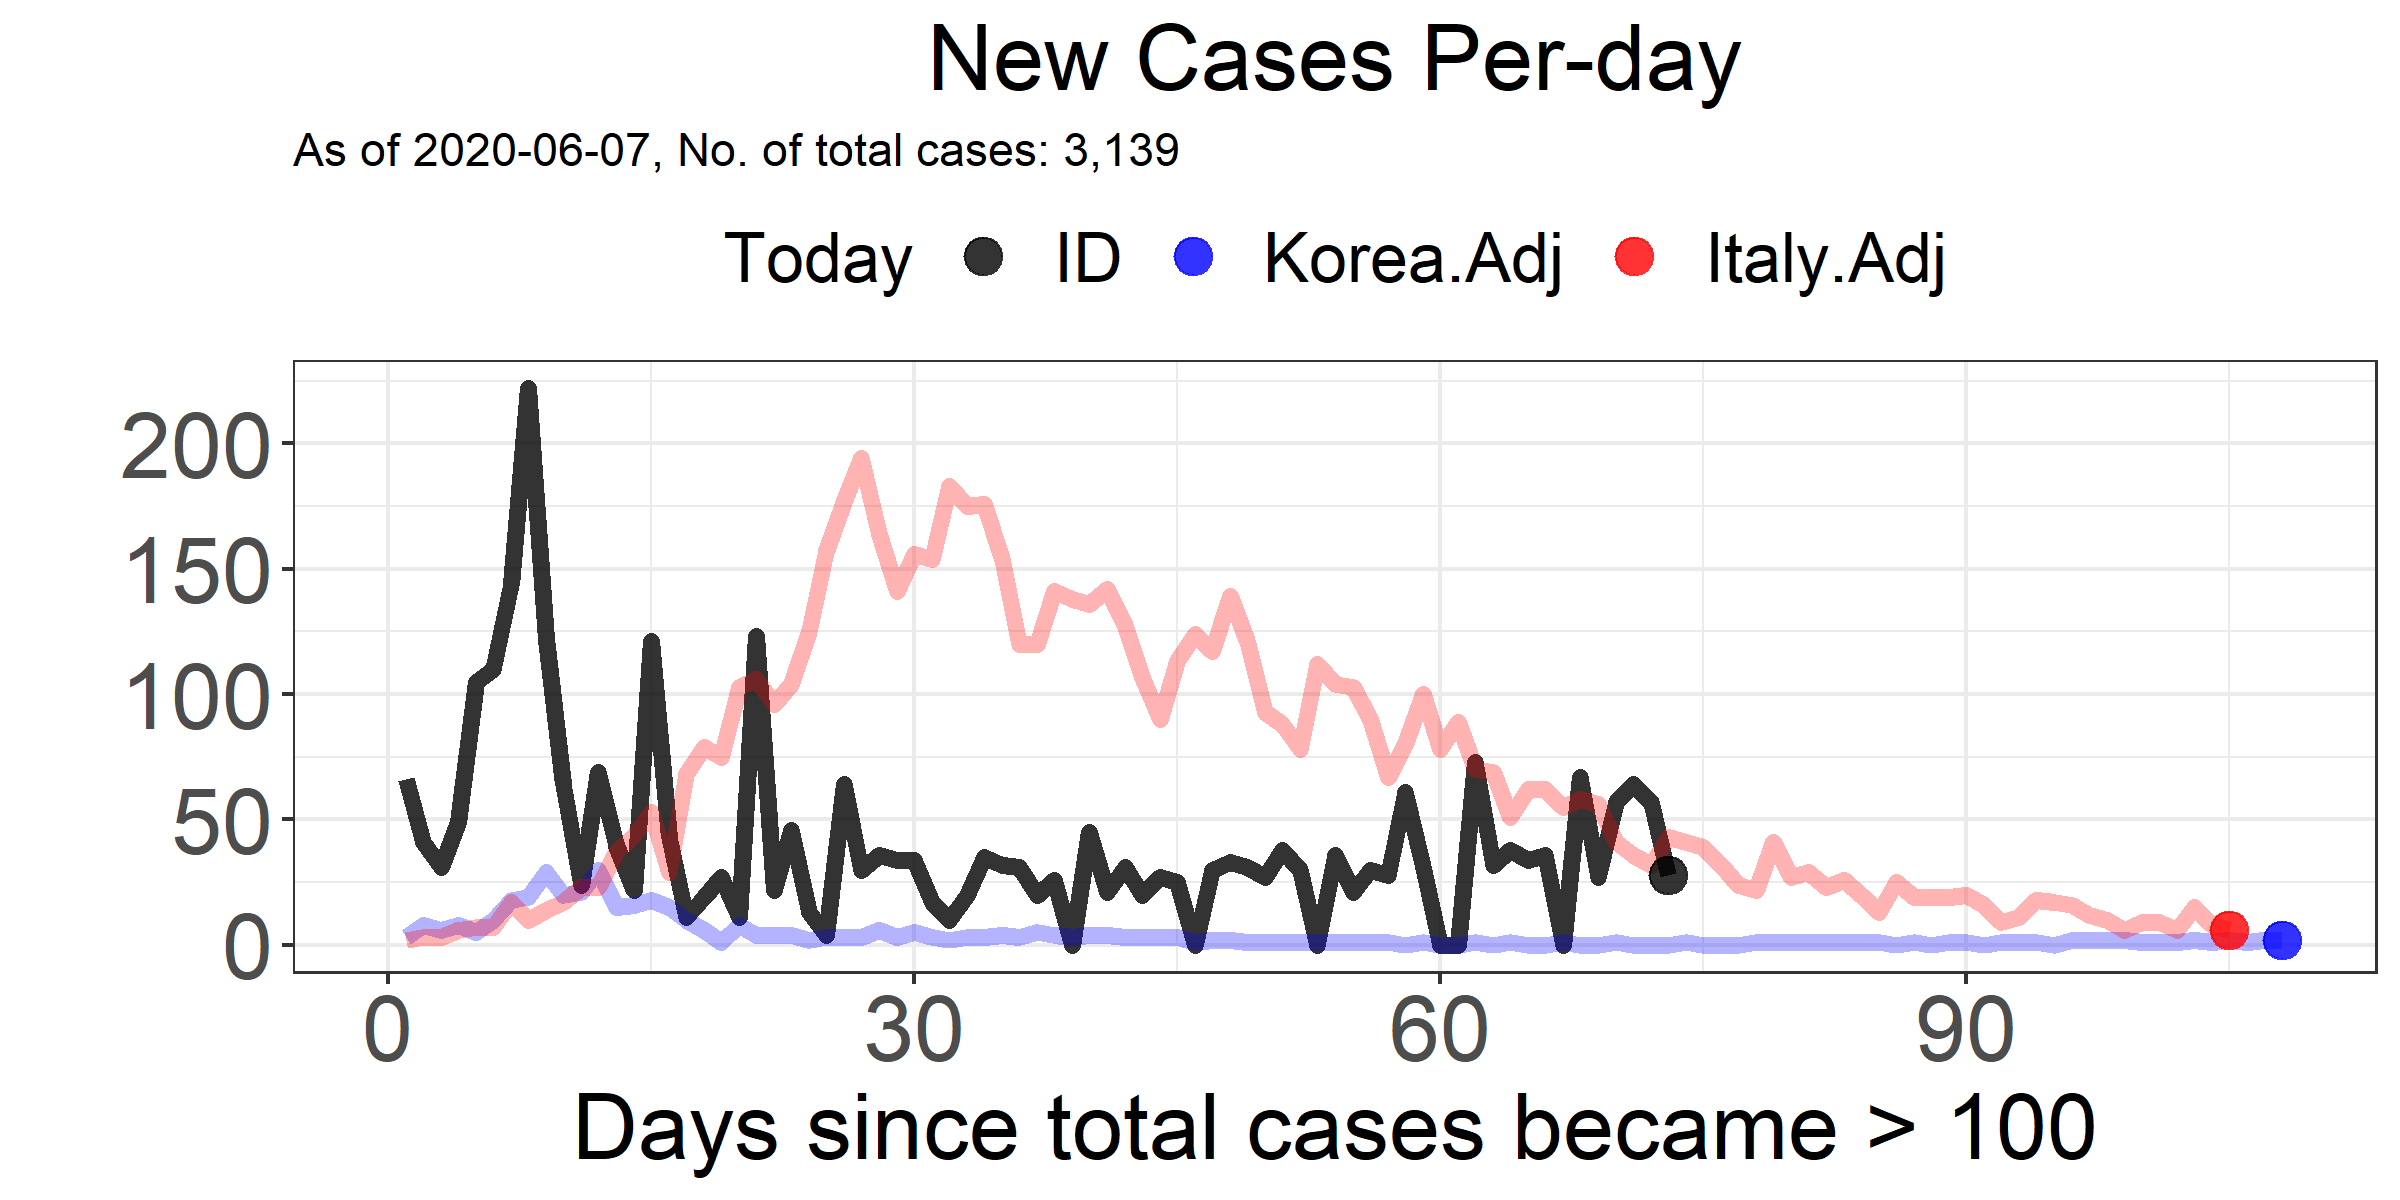 New Cases Per-day
As of 2020-06-07, No. of total cases: 3,139
Today ID Korea.Adj Italy.Adj
200
150
100
50
0
0 30 60 90
Days since total cases became > 100